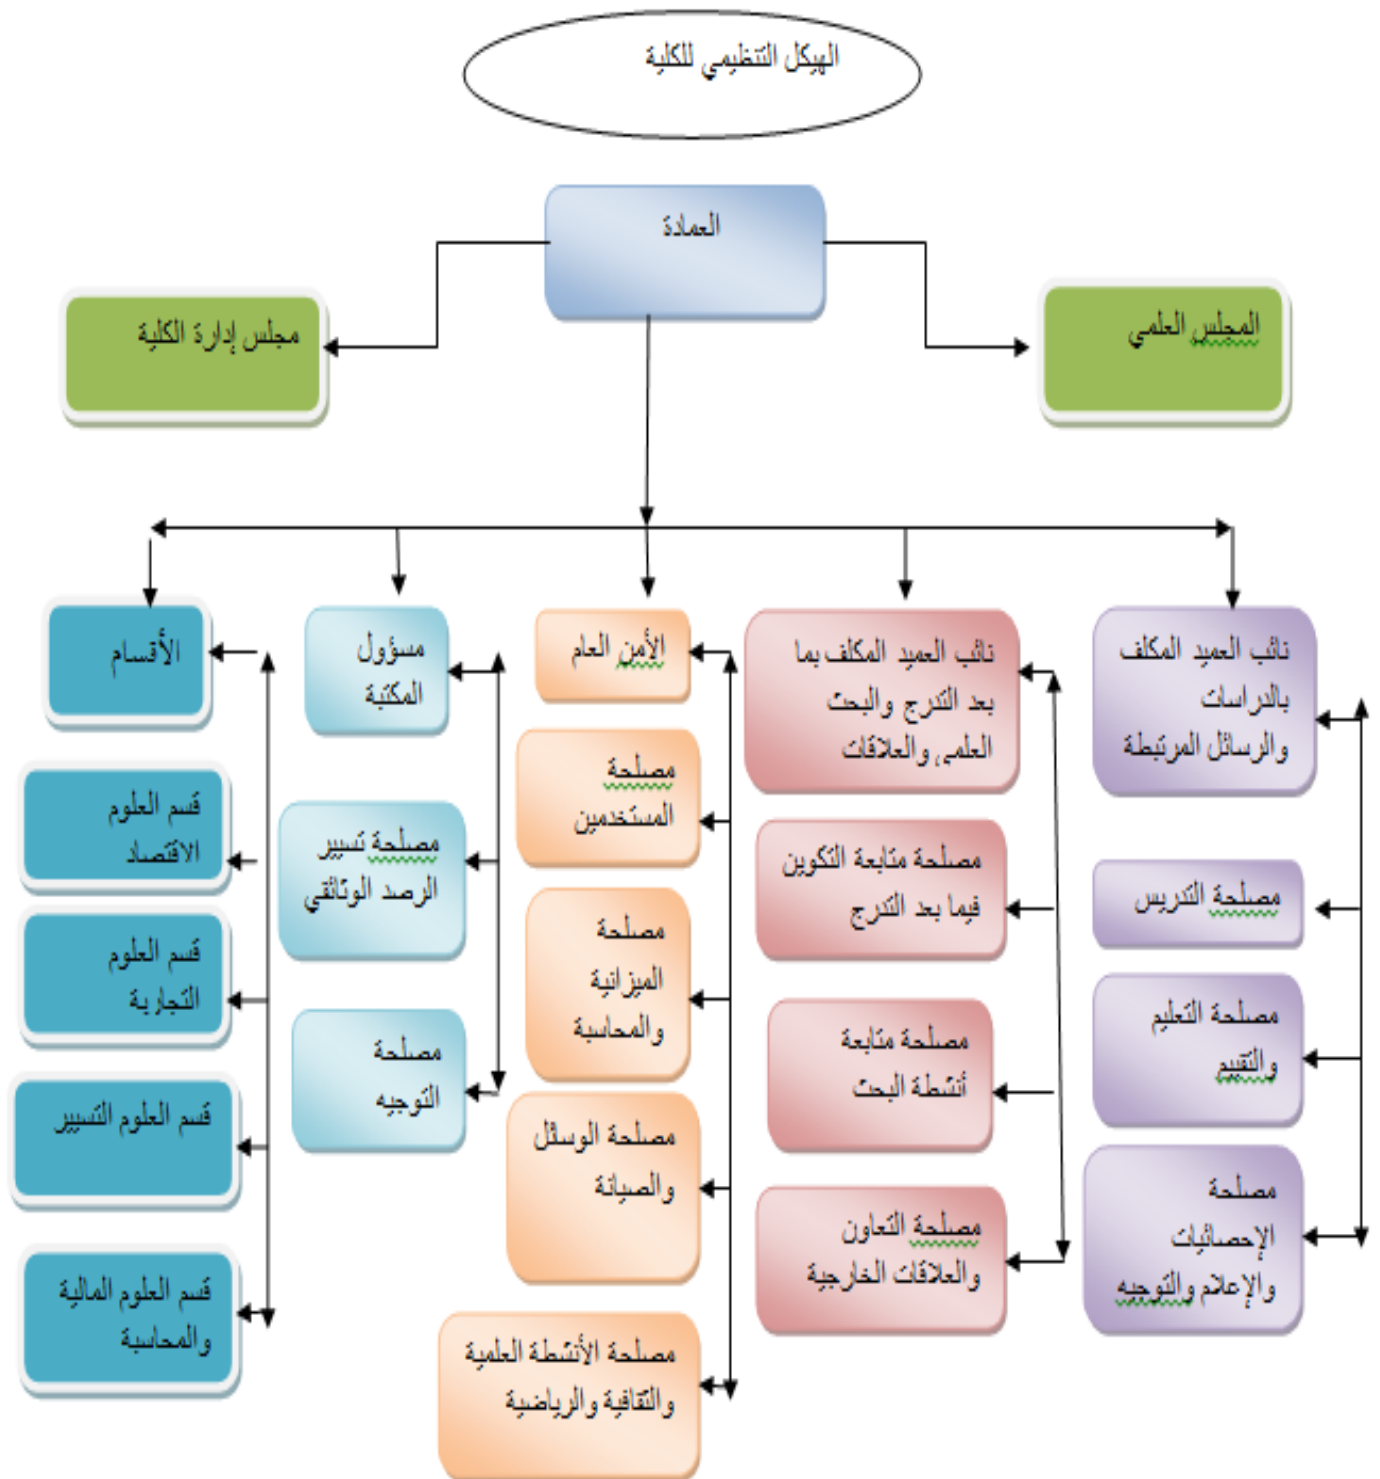 الهيكل التنظيمي للكلية
العمادة
المجلس العلمي
مجلس إدارة الكلية
نائب العميد المكلف
بالدراسات
والرسائل المرتبطة
مصلحة التدريس
مصلحة التعليم
والتقييم
مصلحة
الإحصائيات
والإعلام والتوجيه
نائب العميد المكلف بما
بعد التدرج والبحث
العلمي والعلاقات
مصلحة متابعة التكوين
فيما بعد التدرج
مصلحة متابعة
أنشطة البحث
مصلحة التعاون
والعلاقات الخارجية
الأمن العام
مصلحة
المستخدمين
مصلحة
الميزانية
والمحاسبة
مصلحة الوسائل
والصيانة
مصلحة الأنشطة العلمية
والثقافية والرياضية
مسؤول
المكتبة
مصلحة تسيير
الرصد الوثائقي
مصلحة
التوجيه
الأقسام
قسم العلوم
الاقتصاد
قسم العلوم
التجارية
قسم العلوم التسيير
قسم العلوم المالية
والمحاسبة